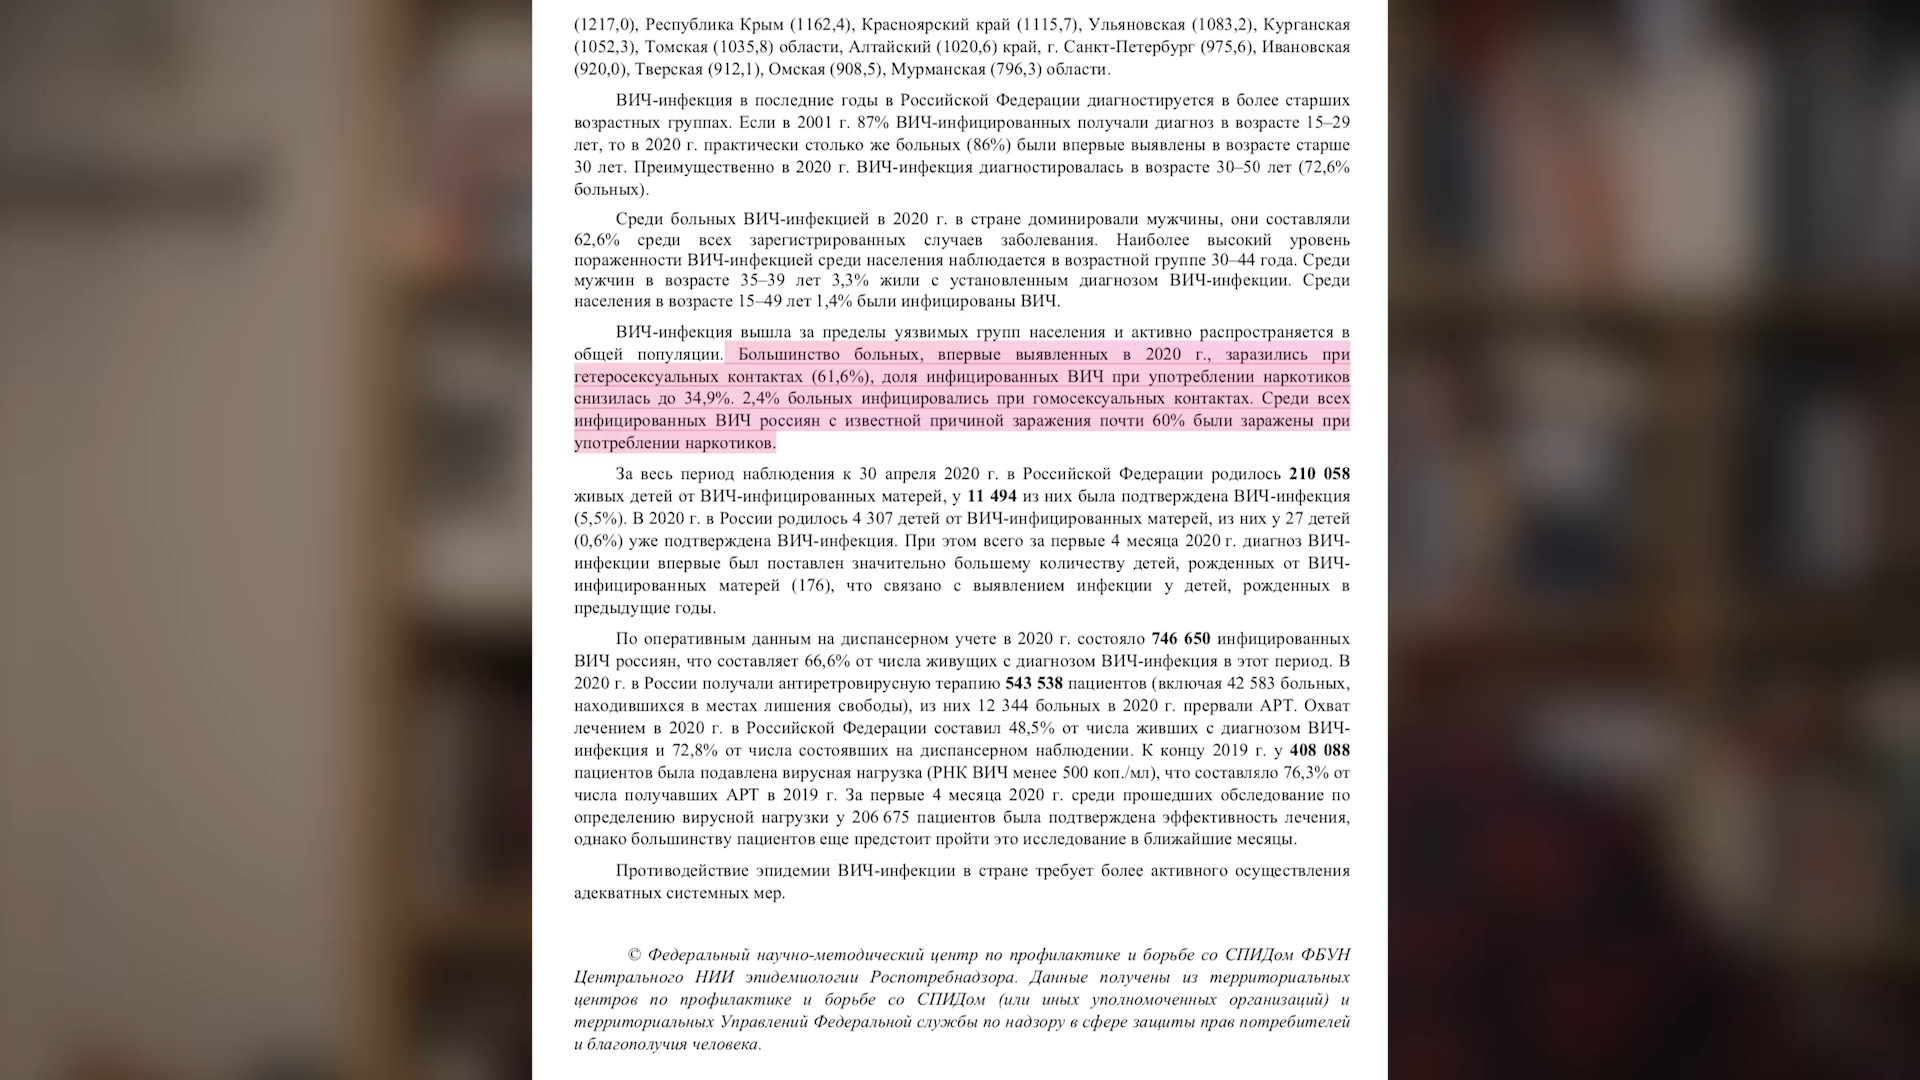 (1217,0), Республика Крым (1162,4), Красноярский край (1115,7), Ульяновская (1083,2), Курганская
(1052,3), Томская (1035,8) области, Алтайский (1020,6) край, г. Санкт-Петербург (975,6), Ивановская
(920,0), Тверская (912,1), Омская (908,5), Мурманская (796,3) области.
ВИЧ-инфекция в последние годы в Российской Федерации диагностируется в более старших
возрастных группах. Если в 2001 г. 87% ВИЧ-инфицированных получали диагноз в возрасте 15–29
лет, то в 2020 г. практически столько же больных (86%) были впервые выявлены в возрасте старше
30 лет. Преимущественно в 2020 г. ВИЧ-инфекция диагностировалась в возрасте 30–50 лет (72,6%
больных).
Среди больных ВИЧ-инфекцией в 2020 г. в стране доминировали мужчины, они составляли
62,6% среди всех зарегистрированных случаев заболевания. Наиболее высокий уровень
пораженности ВИЧ-инфекцией среди населения наблюдается в возрастной группе 30–44 года. Среди
мужчин в возрасте 35–39 лет 3,3% жили с установленным диагнозом ВИЧ-инфекции. Среди
населения в возрасте 15–49 лет 1,4% были инфицированы ВИЧ.
ВИЧ-инфекция вышла за пределы уязвимых групп населения и активно распространяется в
общей популяции. Большинство больных, впервые выявленных в 2020 г., заразились при
гетеросексуальных контактах (61,6%), доля инфицированных ВИЧ при употреблении наркотиков
снизилась до 34,9%. 2,4% больных инфицировались при гомосексуальных контактах. Среди всех
инфицированных ВИЧ россиян с известной причиной заражения почти 60% были заражены при
употреблении наркотиков.
За весь период наблюдения к 30 апреля 2020 г. в Российской Федерации родилось 210 058
живых детей от ВИЧ-инфицированных матерей, у 11 494 из них была подтверждена ВИЧ-инфекция
(5,5%). В 2020 г. в России родилось 4 307 детей от ВИЧ-инфицированных матерей, из них у 27 детей
(0,6%) уже подтверждена ВИЧ-инфекция. При этом всего за первые 4 месяца 2020 г. диагноз ВИЧ-
инфекции впервые был поставлен значительно большему количеству детей, рожденных от ВИЧ-
инфицированных матерей (176), что связано с выявлением инфекции у детей, рожденных в
предыдущие годы.
По оперативным данным на диспансерном учете в 2020 г. состояло 746 650 инфицированных
ВИЧ россиян, что составляет 66,6% от числа живущих с диагнозом ВИЧ-инфекция в этот период. В
2020 г. в России получали антиретровирусную терапию 543 538 пациентов (включая 42 583 больных,
находившихся в местах лишения свободы), из них 12 344 больных в 2020 г. прервали АРТ. Охват
лечением в 2020 г. в Российской Федерации составил 48,5% от числа живших с диагнозом ВИЧ-
инфекция и 72,8% от числа состоявших на диспансерном наблюдении. К концу 2019 г. у 408 088
пациентов была подавлена вирусная нагрузка (РНК ВИЧ менее 500 коп./мл), что составляло 76,3% от
числа получавших АРТ в 2019 г. За первые 4 месяца 2020 г. среди прошедших обследование по
определению вирусной нагрузки у 206 675 пациентов была подтверждена эффективность лечения,
однако большинству пациентов еще предстоит пройти это исследование в ближайшие месяцы.
Противодействие эпидемии ВИЧ-инфекции в стране требует более активного осуществления
адекватных системных мер.
© Федеральный научно-методический центр по профилактике и борьбе со СПИДом ФБУН
Центрального НИИ эпидемиологии Роспотребнадзора. Данные получены из территориальных
центров по профилактике и борьбе со СПИДом (или иных уполномоченных организаций) и
территориальных Управлений Федеральной службы по надзору в сфере защиты прав потребителей
и благополучия человека.